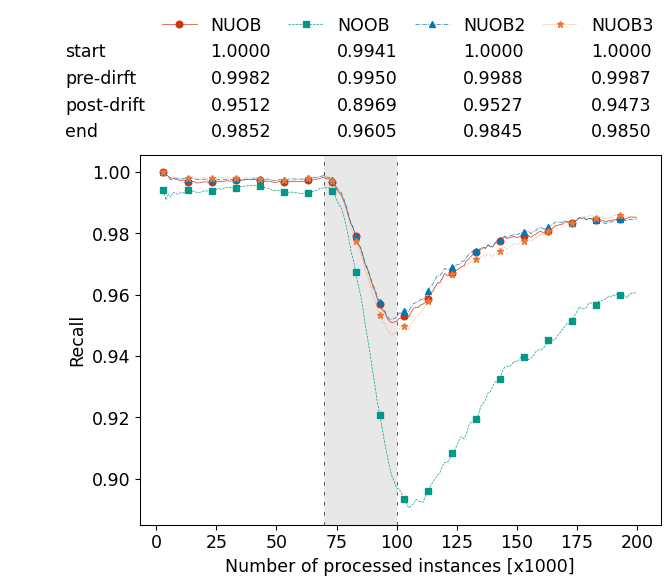 NUOB NOOB NUOB2 NUOB3
start 1.0000 0.9941 1.0000 1.0000
pre-dirft 0.9982 0.9950 0.9988 0.9987
post-drift 0.9512 0.8969 0.9527 0.9473
end 0.9852 0.9605 0.9845 0.9850
1.00
0.98
0.96
0.94
0.92
0.90
Recall
0 25 50 75 100 125 150 175 200
Number of processed instances [x1000]